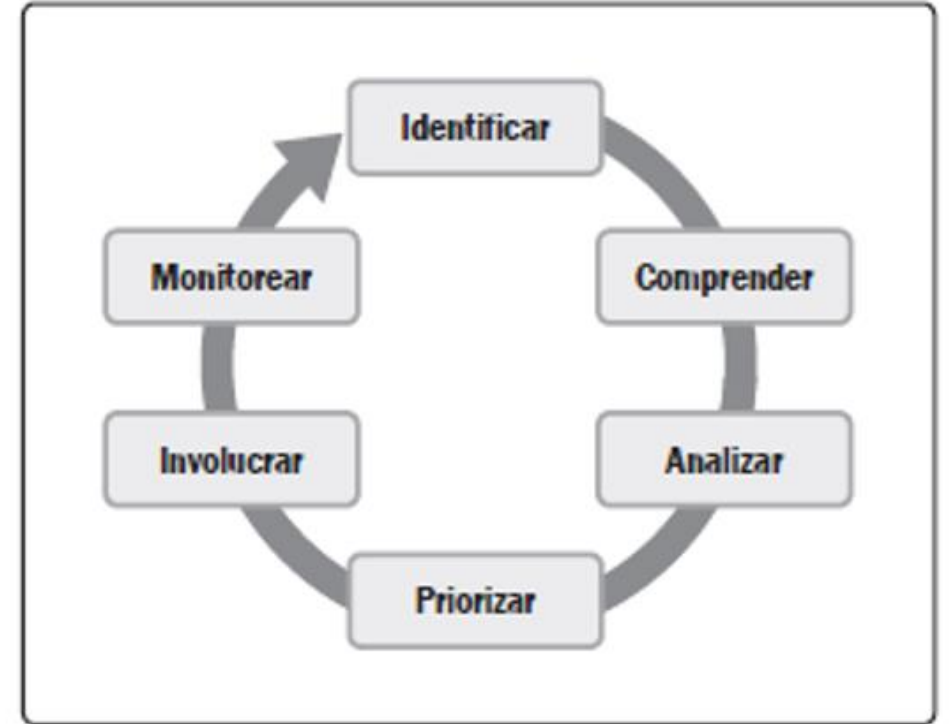 Identificar
Comprender
Analizar
Priorizar
Involucrar
Monitorear